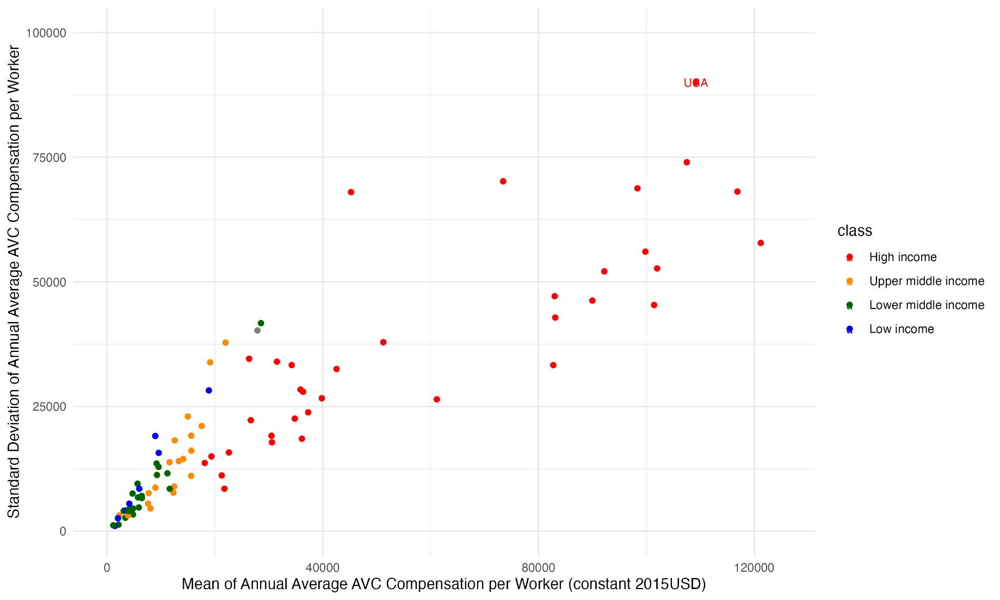 Standard Deviation of Annual Average AVC Compensation per Worker
100000
75000
50000
25000
0
USA
0
40000
80000
120000
Mean of Annual Average AVC Compensation per Worker (constant 2015USD)
class
High income
Upper middle income
Lower middle income
Low income